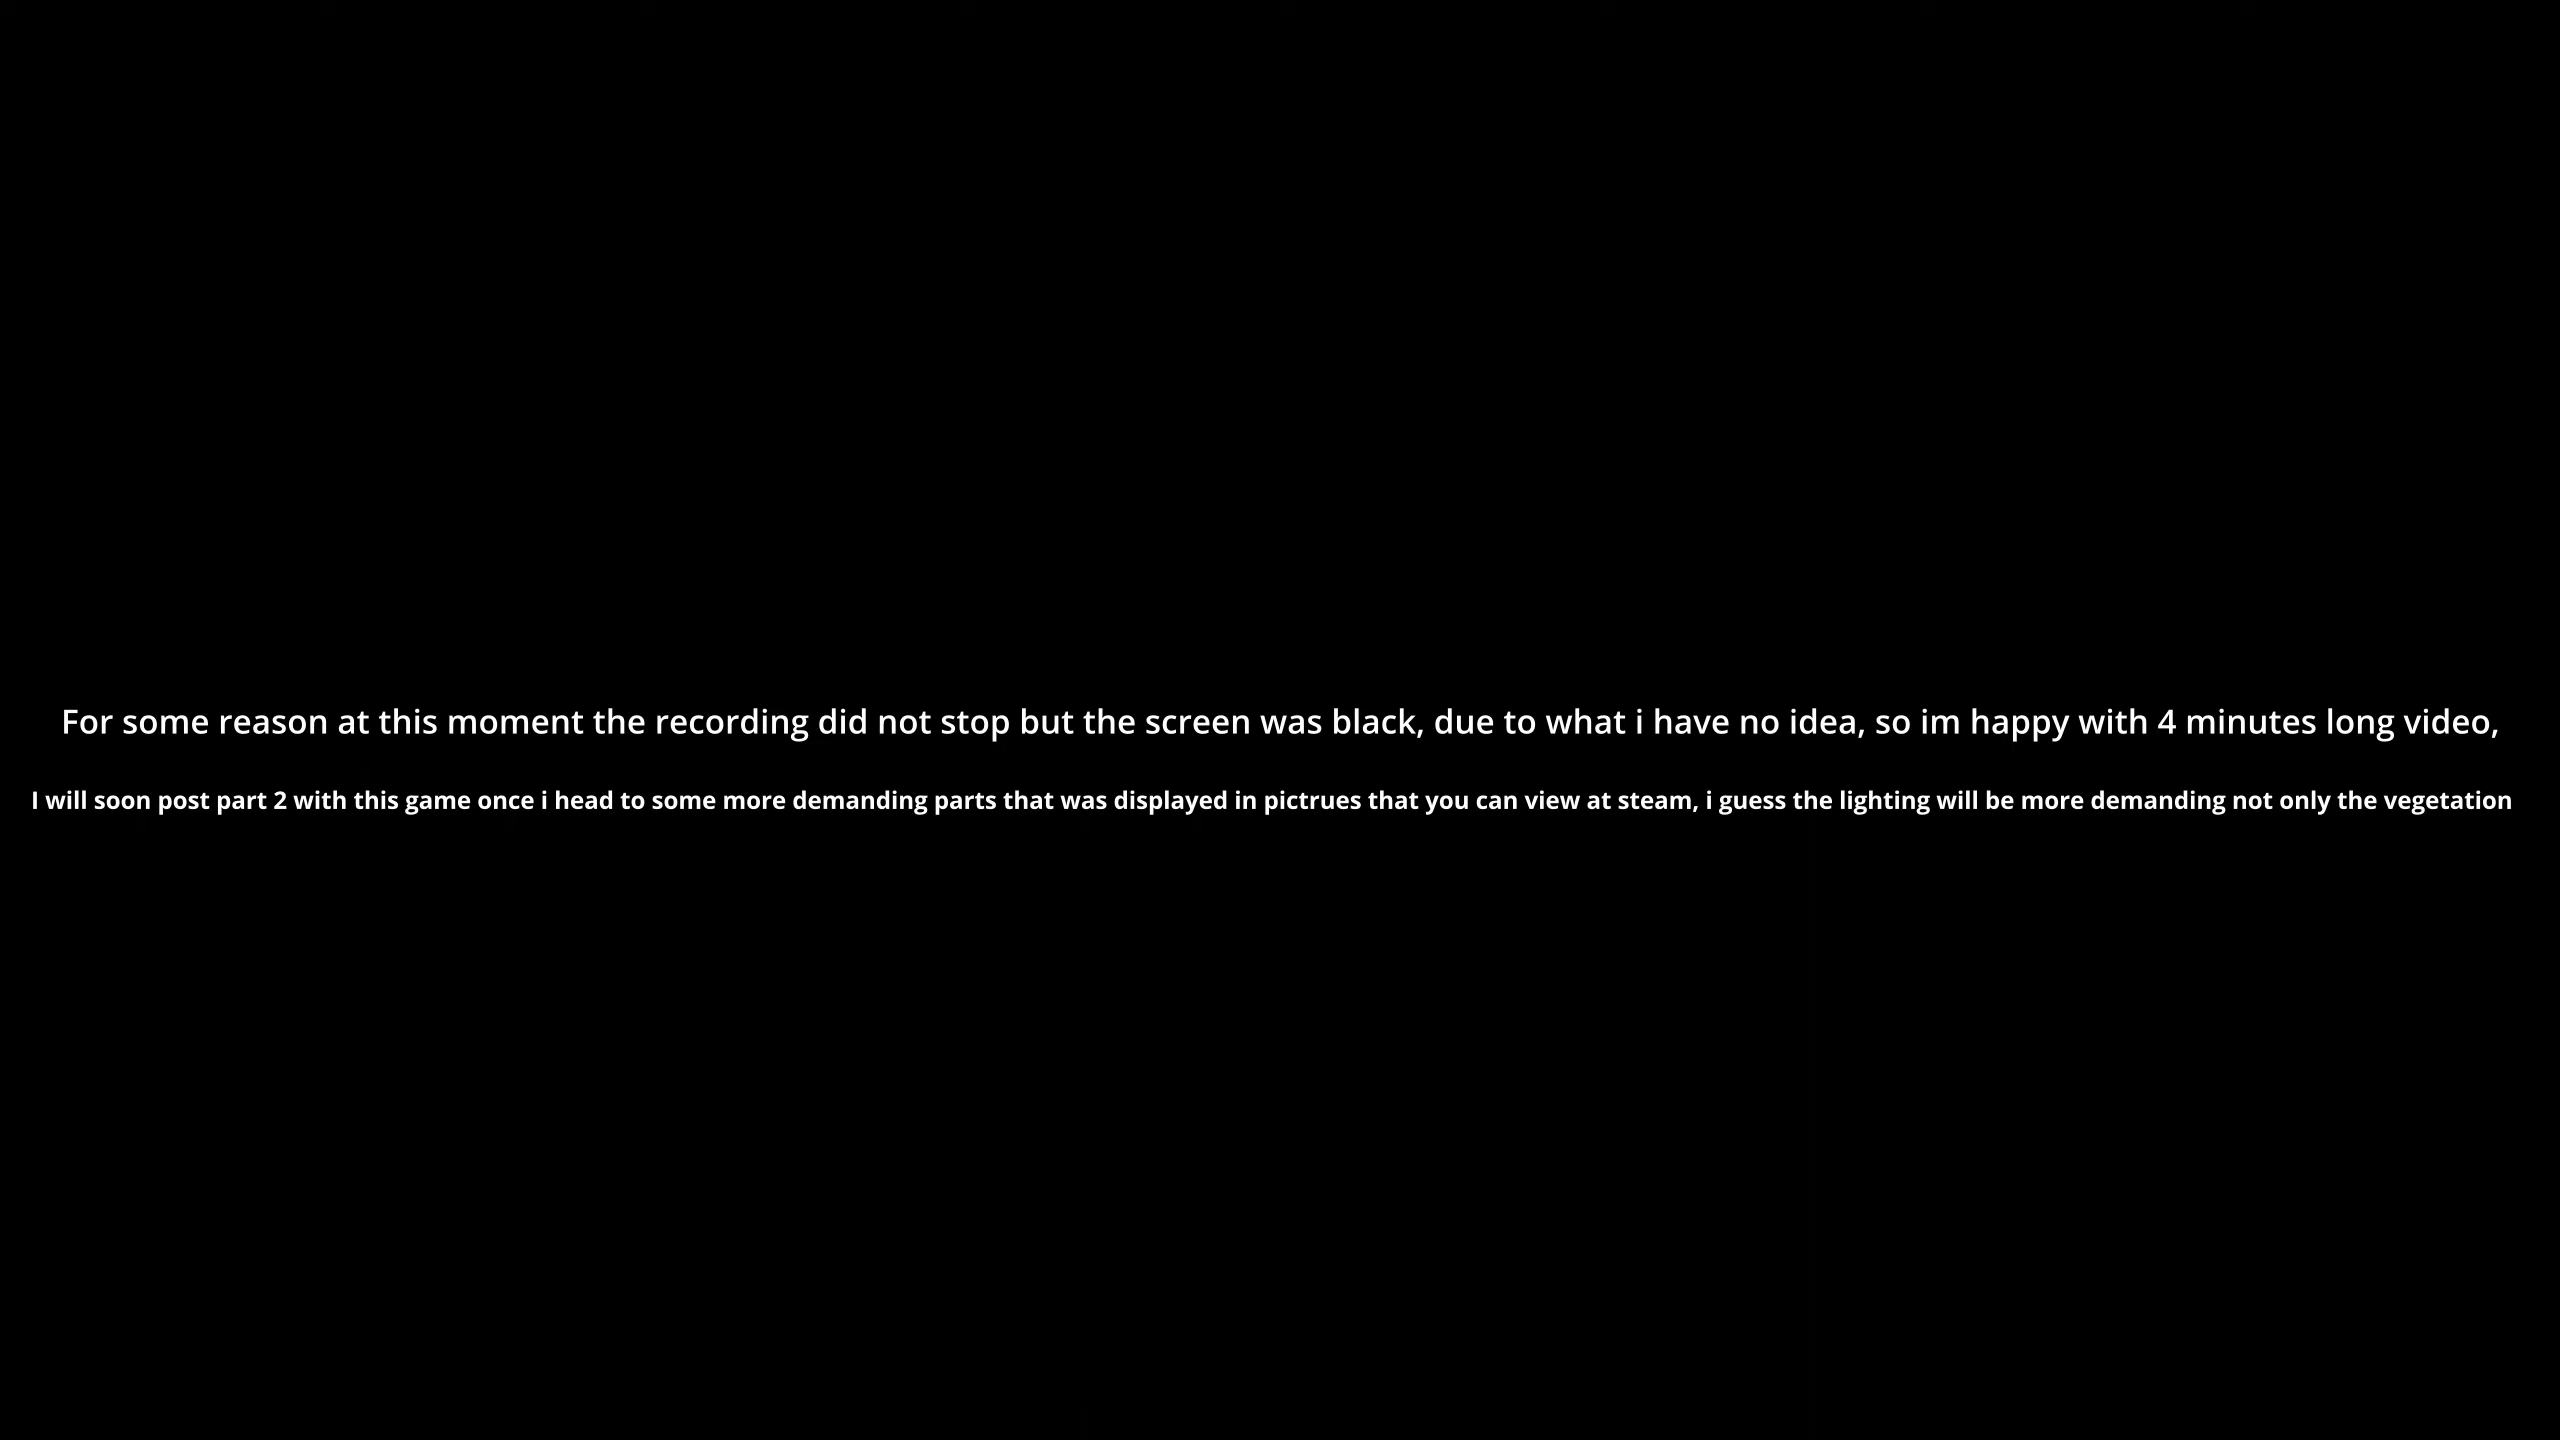 For some reason at this moment the recording did not stop but the screen was black, due to what i have no idea, so im happy with 4 minutes long video,
I will soon post part 2 with this game once i head to some more demanding parts that was displayed in pictrues that you can view at steam, i guess the lighting will be more demanding not only the vegetation